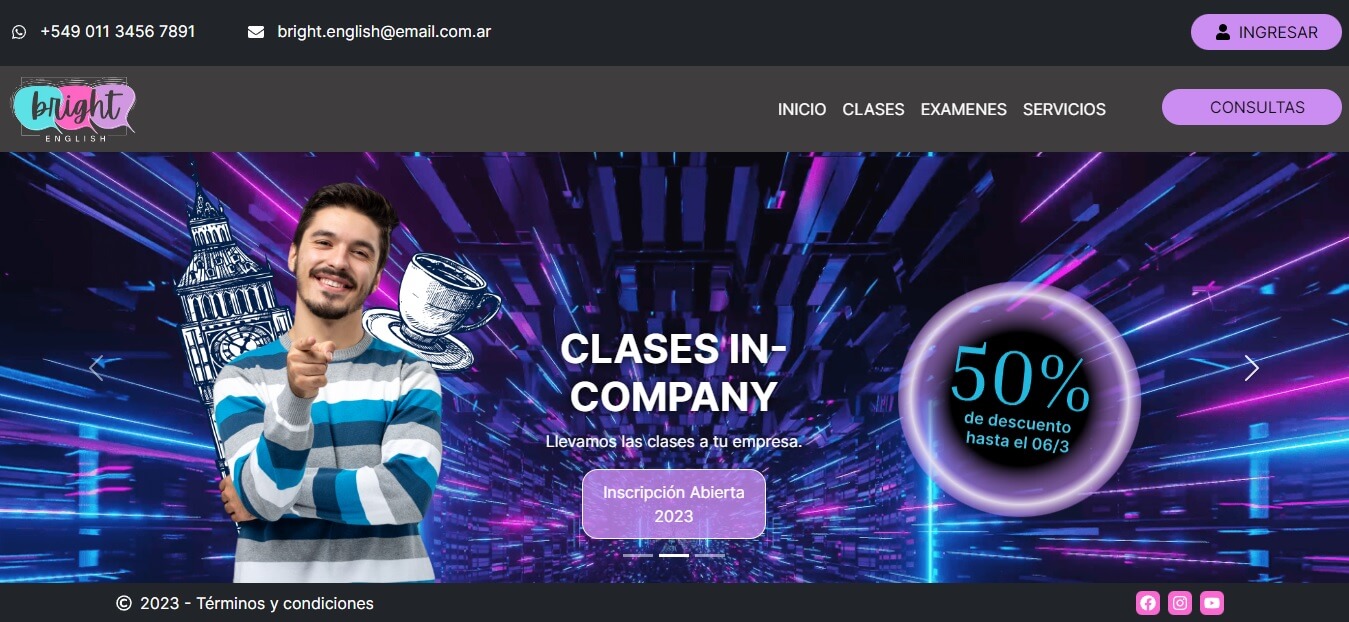 +549 011 3456 7891
bright.english@email.com.ar
INGRESAR
bright
ENGLISH
INICIO
CLASES
EXAMENES
SERVICIOS
CONSULTAS
CLASES IN-
COMPANY
Llevamos las clases a tu empresa.
Inscripción Abierta
2023
50%
de descuento
hasta el 06/3
© 2023 - Términos y condiciones